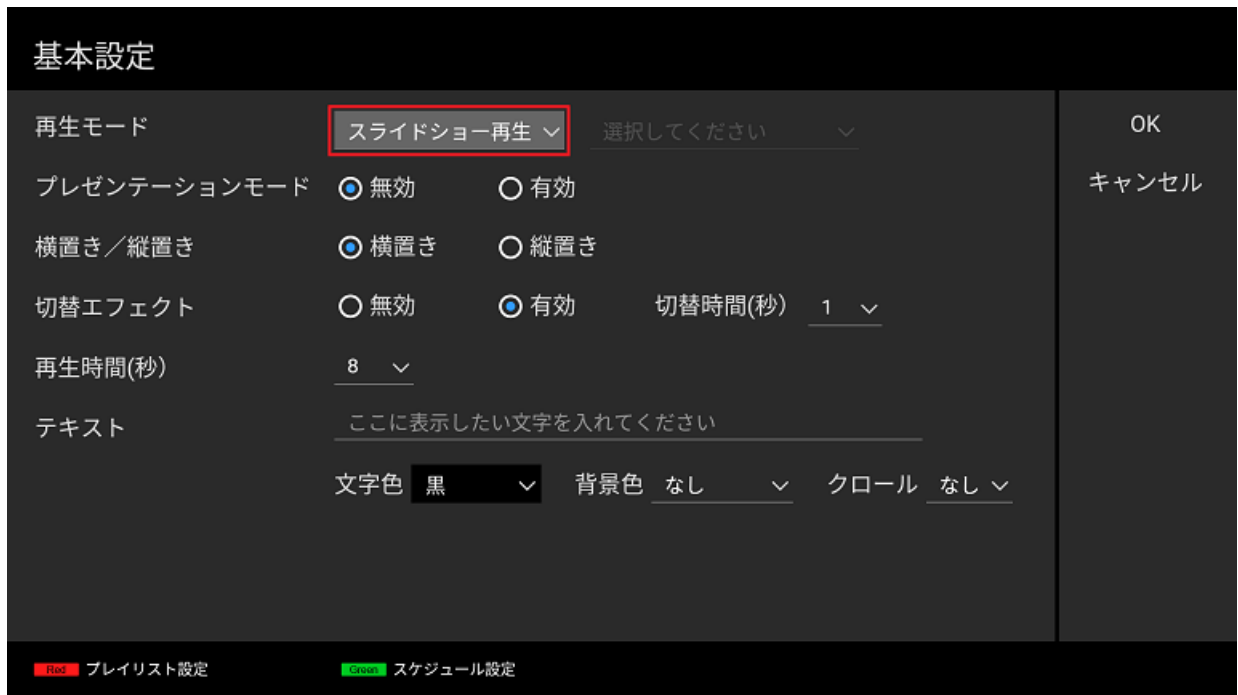 基本設定
再生モード スライドショー再生 選択してください OK
プレゼンテーションモード 無効 有効 キャンセル
横置き／縦置き 横置き 縦置き
切替エフェクト 無効 有効 切替時間(秒) 1
再生時間(秒) 8
テキスト ここに表示したい文字を入れてください
文字色 黒 背景色 なし クロール なし
Red プレイリスト設定 Green スケジュール設定